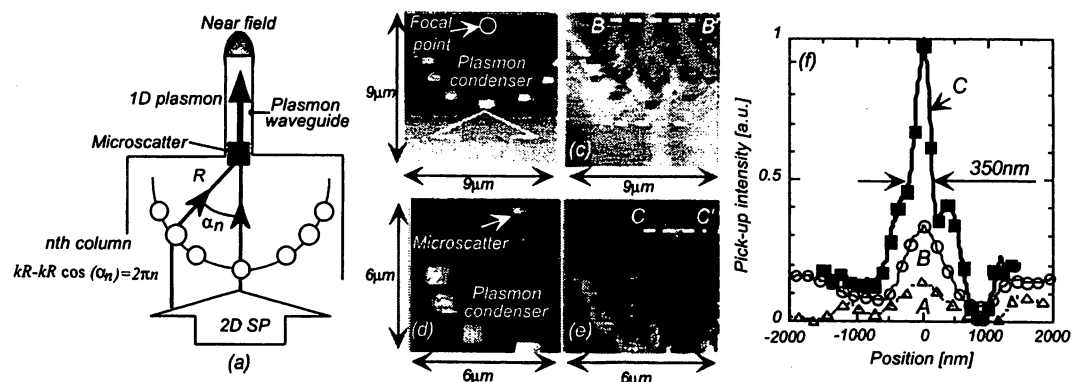 Near field
1D plasmon
Plasmon
waveguide
Microscatter
R
αn
nth column
kR-kR cos (αn)=2πn
2D SP
(a)
9µm
Focal
point
Plasmon
condenser
9µm
B B'
(c)
9µm
6µm
Microscatter
Plasmon
condenser
(d)
6µm
C C'
(e)
6µm
(f)
Pick-up intensity [a.u.]
1
0.5
0
C
350nm
B
A
-2000 -1000 0 1000 2000
Position [nm]